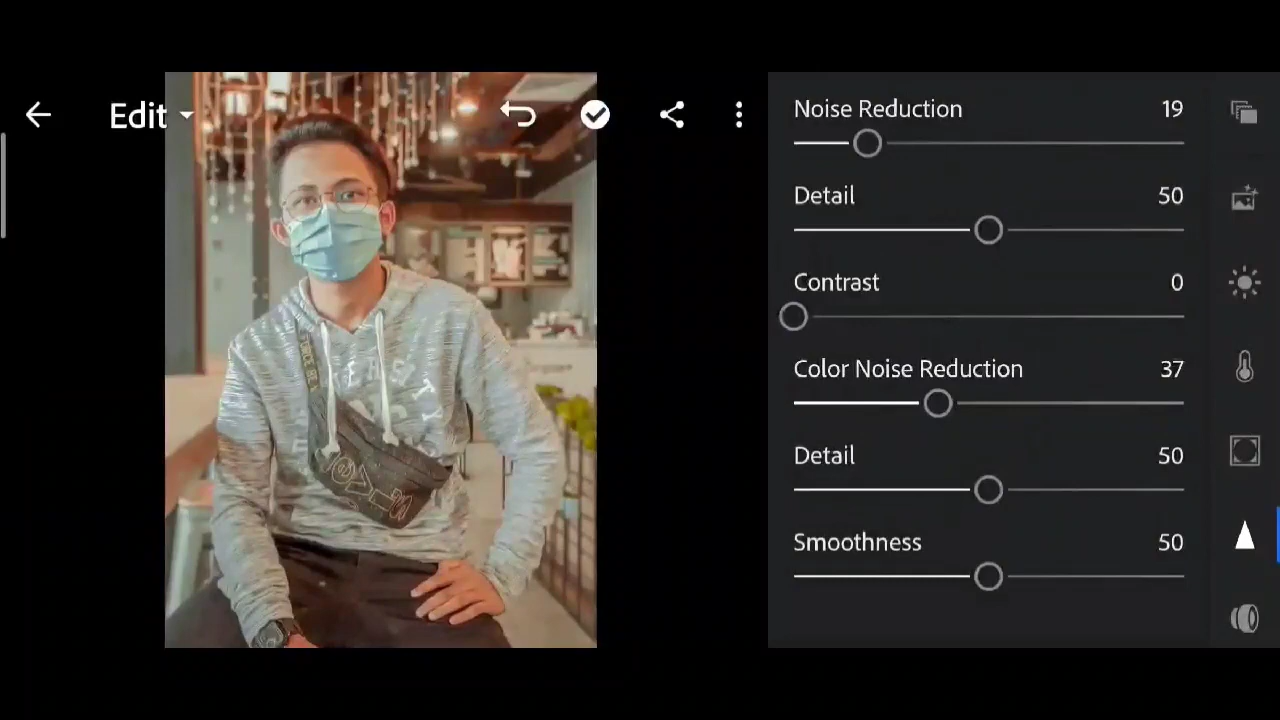 Edit
Noise Reduction 19
Detail 50
Contrast 0
Color Noise Reduction 37
Detail 50
Smoothness 50